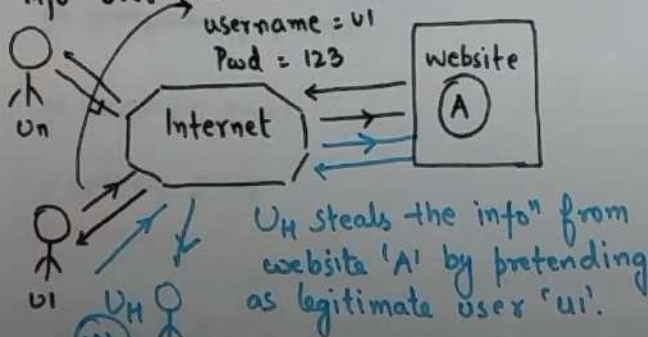 username = U1
Pwd = 123
website
A
Internet
Un
U1
UH
UH steals the infoⁿ from
website 'A' by pretending
as legitimate user 'U1'.